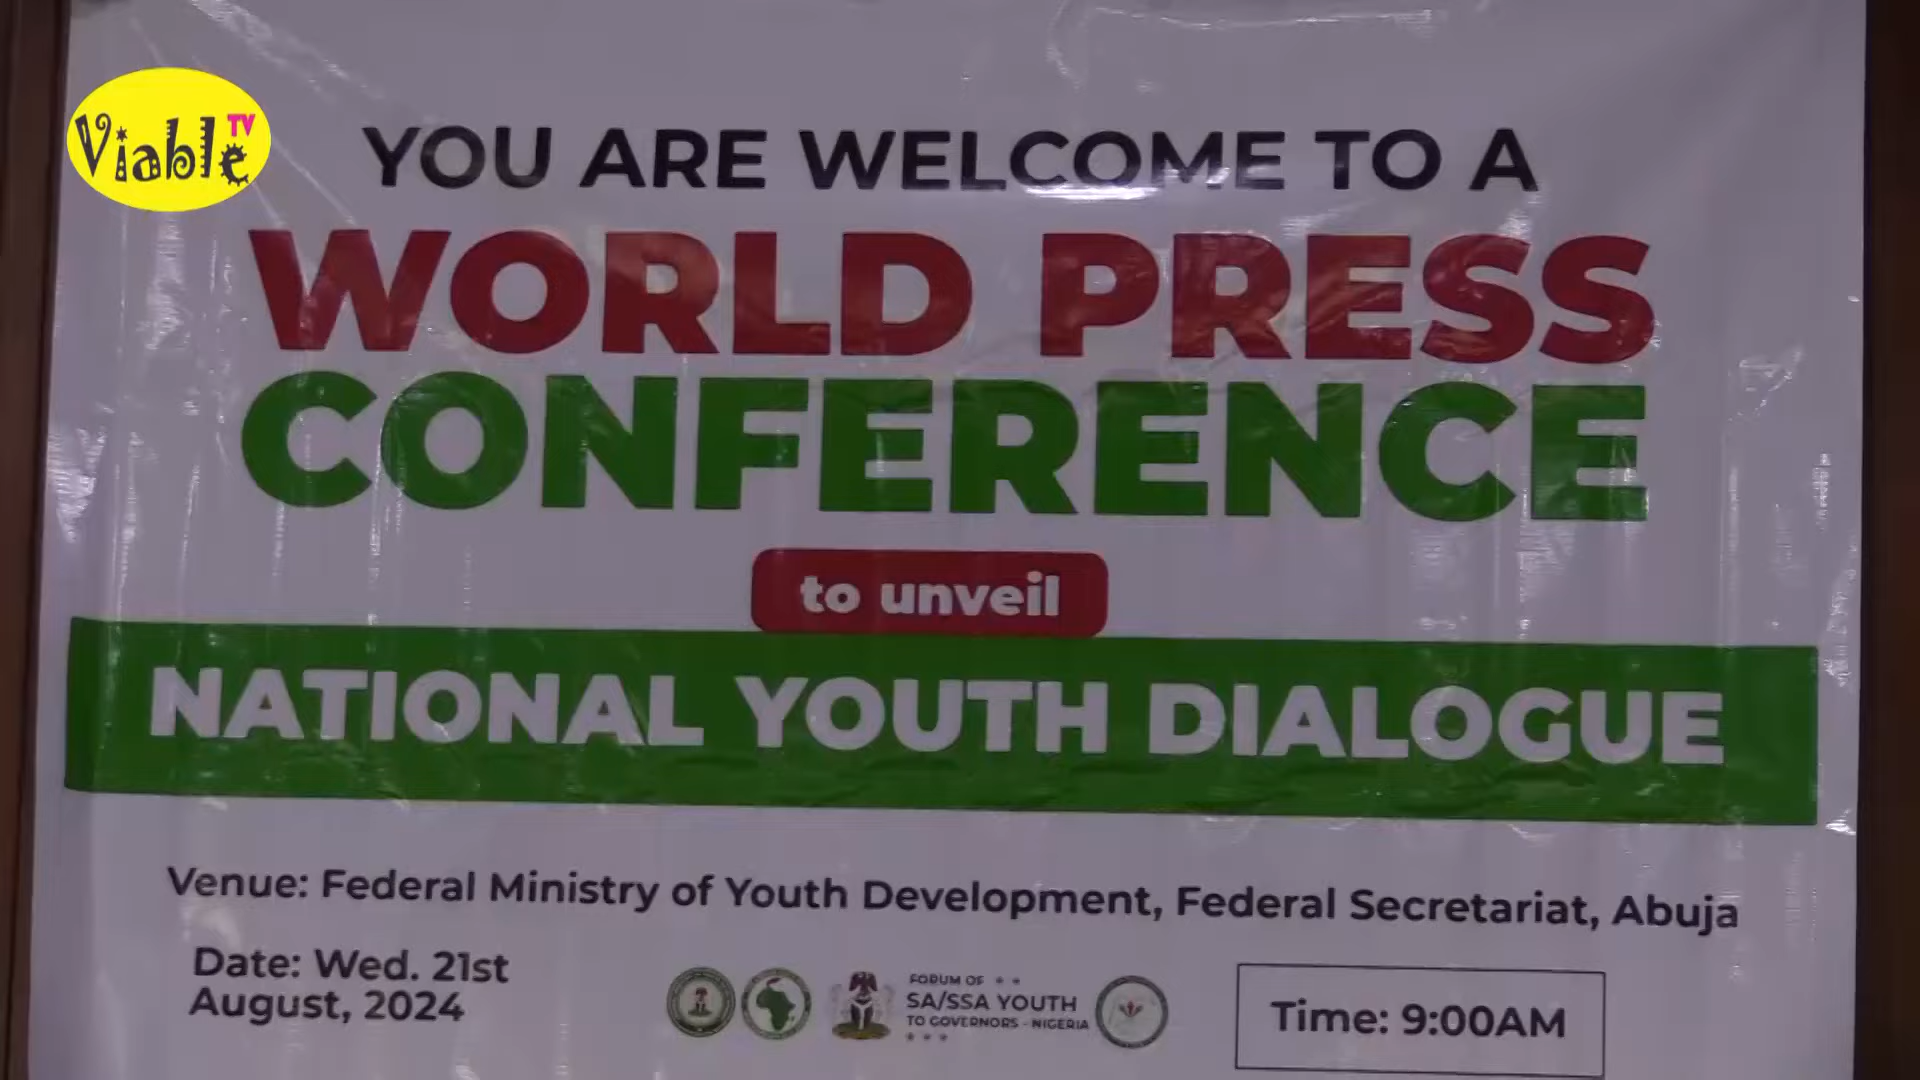 Viable TV
YOU ARE WELCOME TO A
WORLD PRESS
CONFERENCE
to unveil
NATIONAL YOUTH DIALOGUE
Venue: Federal Ministry of Youth Development, Federal Secretariat, Abuja
Date: Wed. 21st
August, 2024
FORUM OF
SA/SSA YOUTH
TO GOVERNORS - NIGERIA
Time: 9:00AM